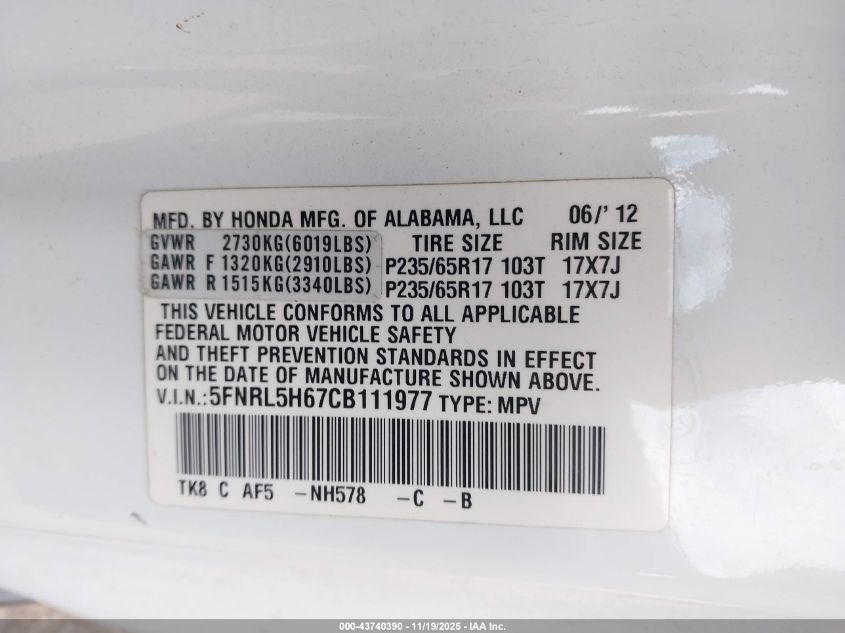 MFD. BY HONDA MFG. OF ALABAMA, LLC 06/' 12
GVWR 2730KG(6019LBS) TIRE SIZE RIM SIZE
GAWR F 1320KG(2910LBS) P235/65R17 103T 17X7J
GAWR R 1515KG(3340LBS) P235/65R17 103T 17X7J
THIS VEHICLE CONFORMS TO ALL APPLICABLE
FEDERAL MOTOR VEHICLE SAFETY
AND THEFT PREVENTION STANDARDS IN EFFECT
ON THE DATE OF MANUFACTURE SHOWN ABOVE.
V.I.N.:5FNRL5H67CB111977 TYPE: MPV
TK8 C AF5 -NH578 -C -B
000-43740390 - 11/19/2025 - IAA Inc.